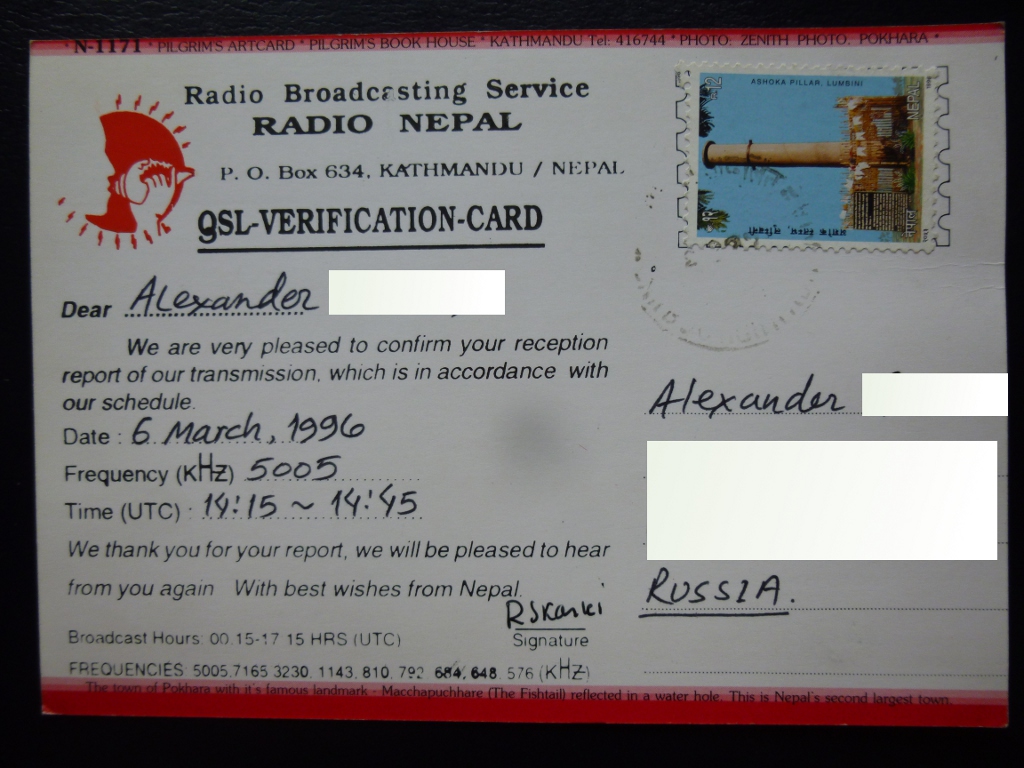 N-1171 * PILGRIM'S ARTCARD * PILGRIM'S BOOK HOUSE * KATHMANDU Tel: 416744 * PHOTO. ZENITH PHOTO. POKHARA *
Radio Broadcasting Service
RADIO NEPAL
P. O. Box 634, KATHMANDU / NEPAL
QSL-VERIFICATION-CARD
Dear Alexander
We are very pleased to confirm your reception
report of our transmission, which is in accordance with
our schedule.
Date : 6 March, 1996
Frequency (KHz) 5005
Time (UTC) : 14:15 ~ 14:45
We thank you for your report, we will be pleased to hear
from you again With best wishes from Nepal.
RSKarki
Signature
Broadcast Hours: 00.15-17 15 HRS (UTC)
FREQUENCIES: 5005,7165 3230, 1143, 810, 792 684, 648, 576 (KHz)
The town of Pokhara with it's famous landmark - Macchapuchhare (The Fishtail) reflected in a water hole. This is Nepal's second largest town.
ASHOKA PILLAR, LUMBINI
12
NEPAL
नेपाल
अशोक स्तम्भ, लुम्बिनी
१२
Alexander
RUSSIA.